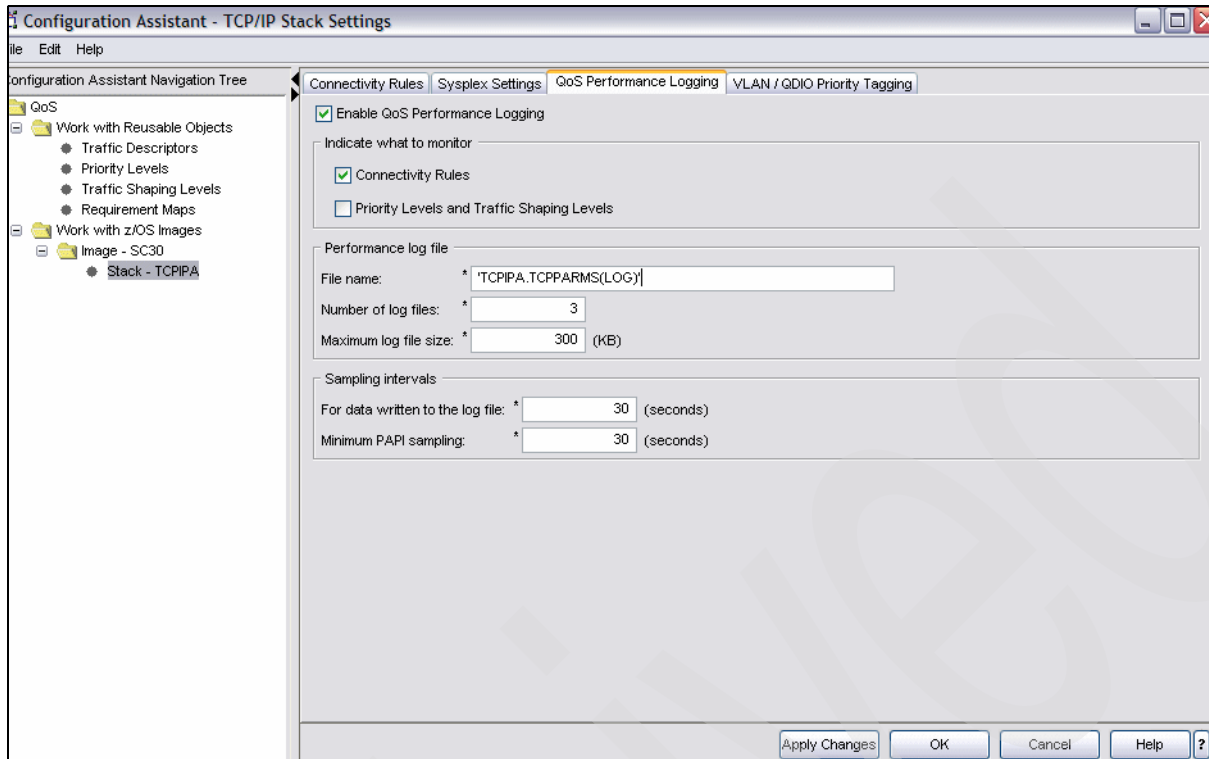 Configuration Assistant - TCP/IP Stack Settings
ile Edit Help
onfiguration Assistant Navigation Tree
QoS
Work with Reusable Objects
Traffic Descriptors
Priority Levels
Traffic Shaping Levels
Requirement Maps
Work with z/OS Images
Image - SC30
Stack - TCPIPA
Connectivity Rules Sysplex Settings QoS Performance Logging VLAN / QDIO Priority Tagging
Enable QoS Performance Logging
Indicate what to monitor
Connectivity Rules
Priority Levels and Traffic Shaping Levels
Performance log file
File name: * 'TCPIPA.TCPPARMS(LOG)'
Number of log files: * 3
Maximum log file size: * 300 (KB)
Sampling intervals
For data written to the log file: * 30 (seconds)
Minimum PAPI sampling: * 30 (seconds)
Apply Changes OK Cancel Help ?